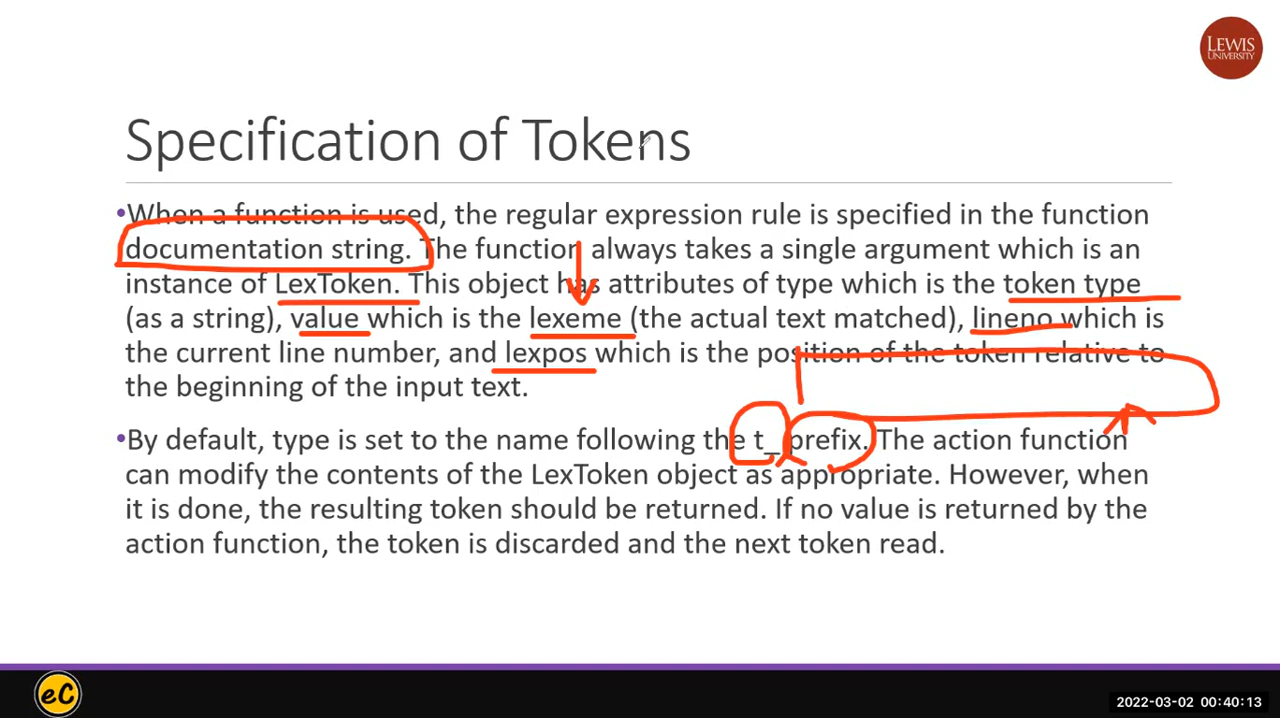 LEWIS
UNIVERSITY
Specification of Tokens
•When a function is used, the regular expression rule is specified in the function
documentation string. The function always takes a single argument which is an
instance of LexToken. This object has attributes of type which is the token type
(as a string), value which is the lexeme (the actual text matched), lineno which is
the current line number, and lexpos which is the position of the token relative to
the beginning of the input text.
•By default, type is set to the name following the t_ prefix. The action function
can modify the contents of the LexToken object as appropriate. However, when
it is done, the resulting token should be returned. If no value is returned by the
action function, the token is discarded and the next token read.
eC
2022-03-02 00:40:13